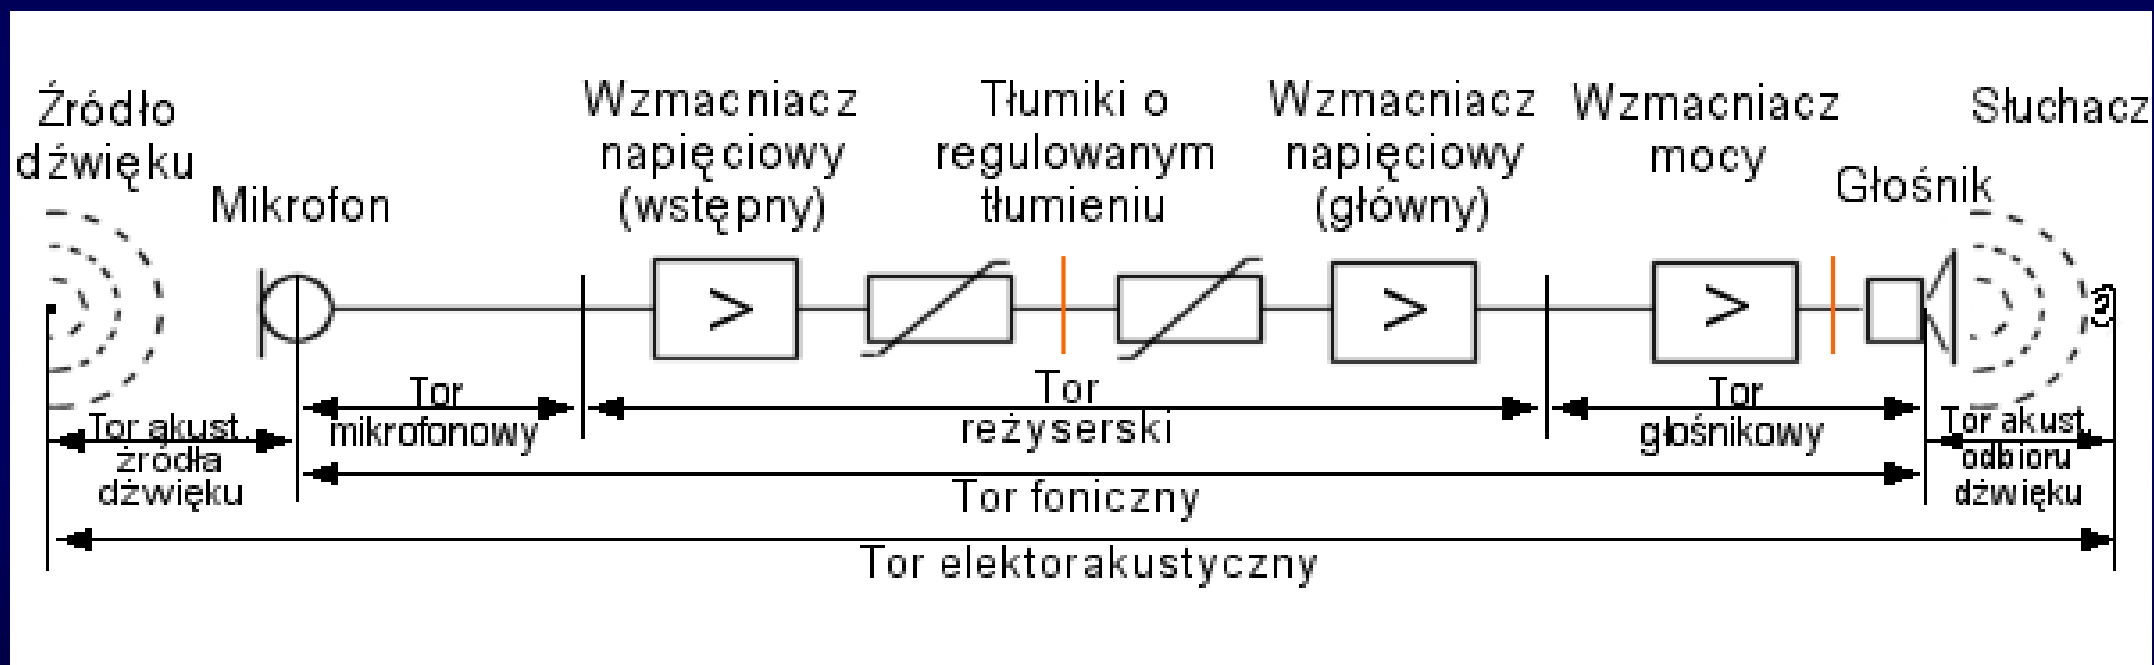 Źródło
dźwięku
Mikrofon
Wzmacniacz
napięciowy
(wstępny)
Tłumiki o
regulowanym
tłumieniu
Wzmacniacz
napięciowy
(główny)
Wzmacniacz
mocy
Głośnik
Słuchacz
>
>
>
Tor akust.
źródła
dźwięku
Tor
mikrofonowy
Tor
reżyserski
Tor
głośnikowy
Tor akust.
odbioru
dźwięku
Tor foniczny
Tor elektorakustyczny